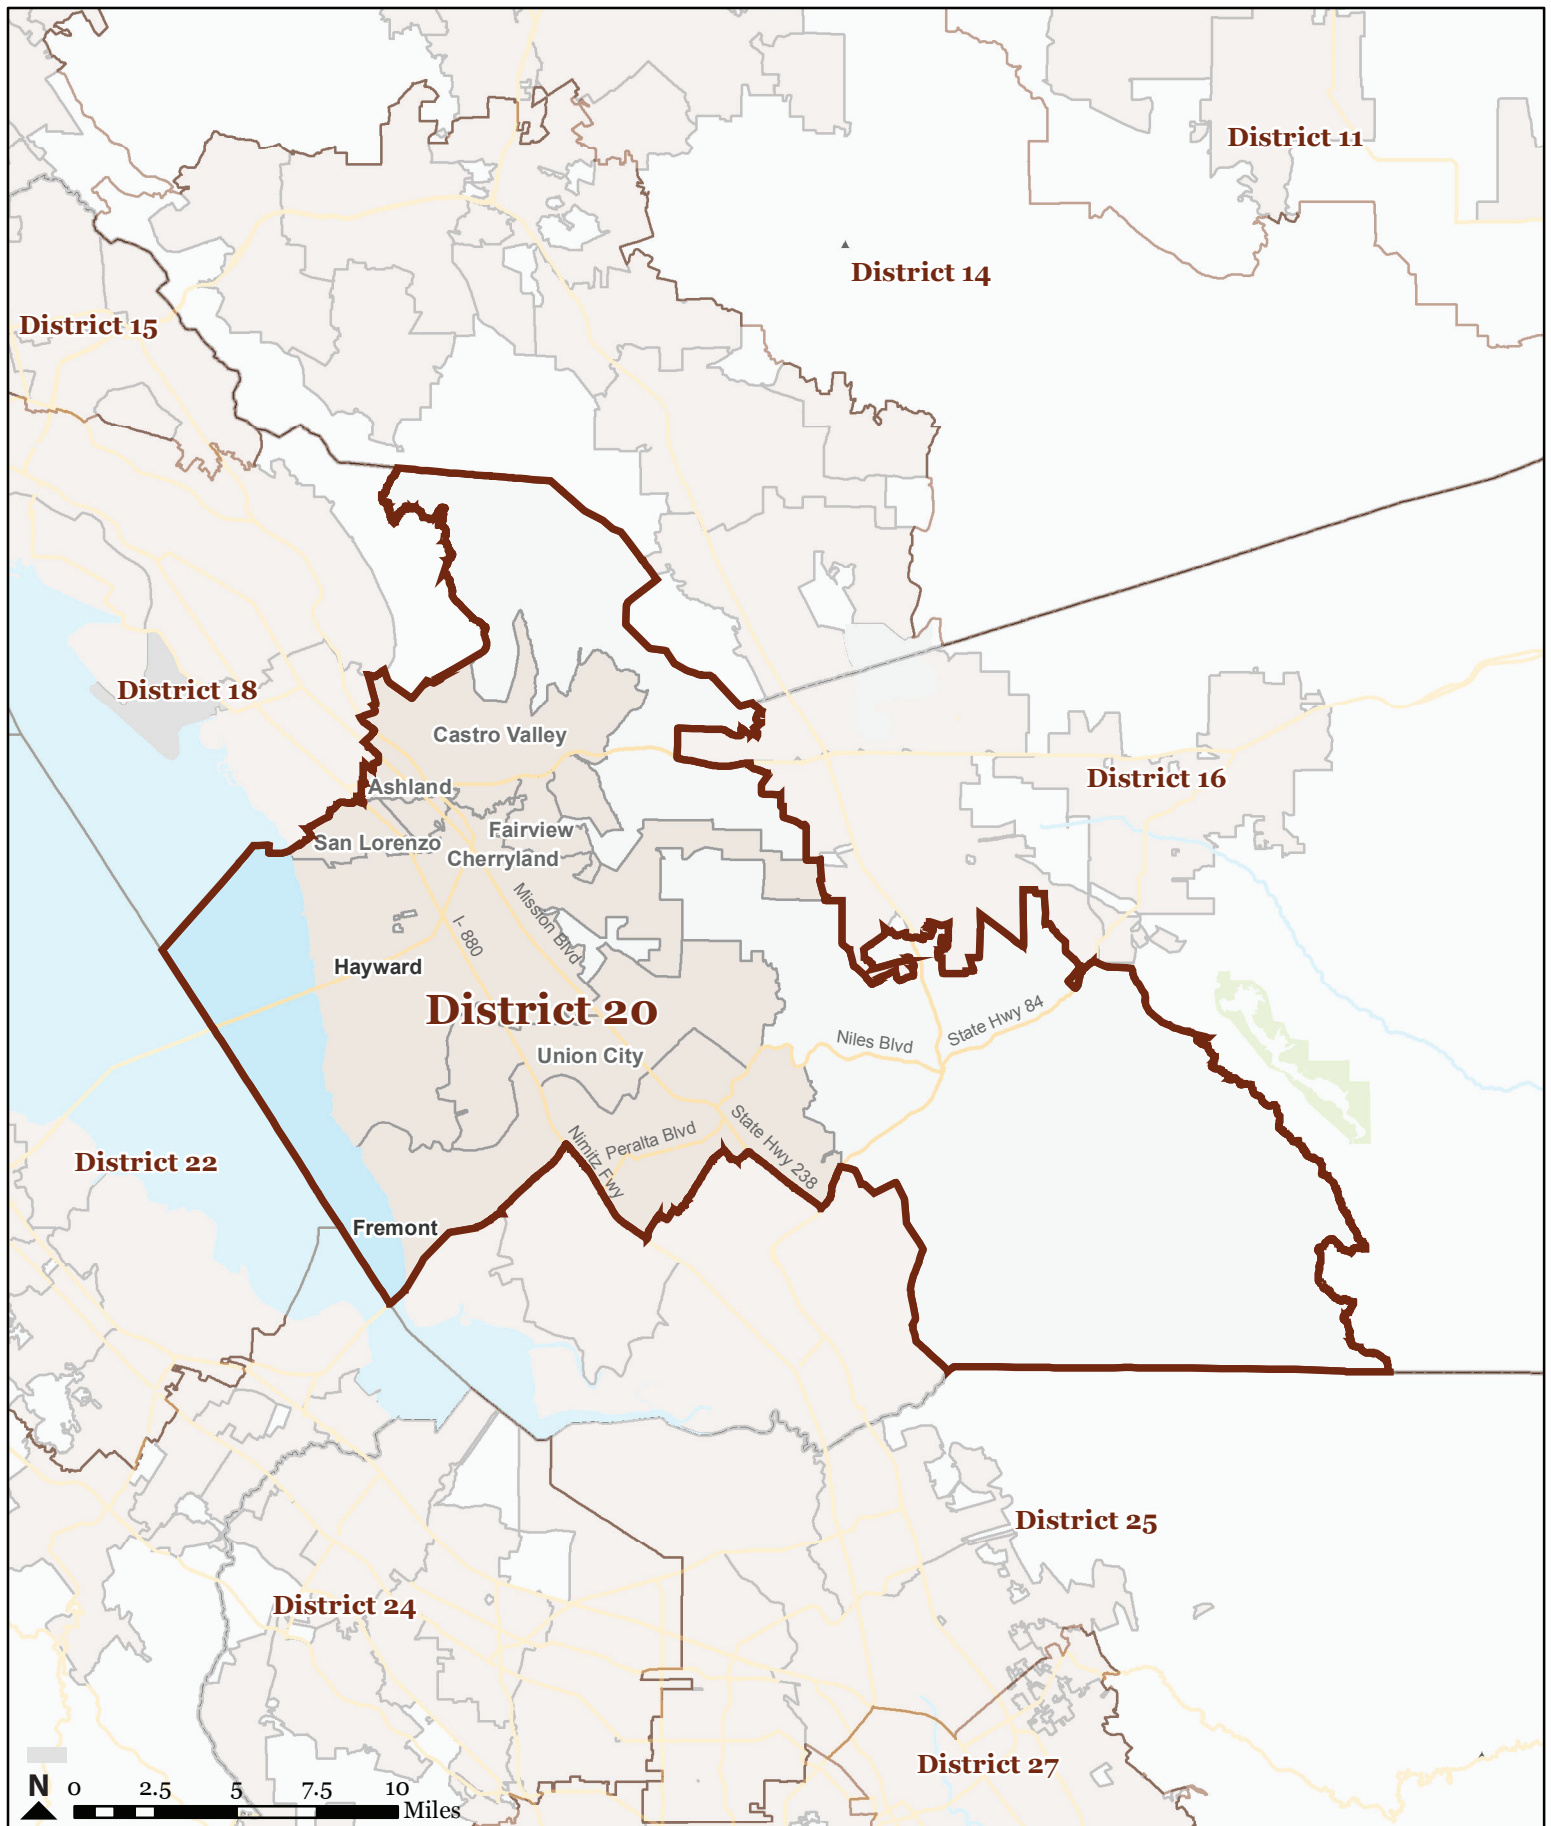 District 11
District 14
District 15
District 18
Castro Valley
District 16
Ashland
Fairview
San Lorenzo
Cherryland
Mission Blvd
I- 880
Hayward
District 20
Niles Blvd
State Hwy 84
Union City
State Hwy 238
Peralta Blvd
Nimitz Fwy
District 22
Fremont
District 25
District 24
District 27
N 0 2.5 5 7.5 10
Miles